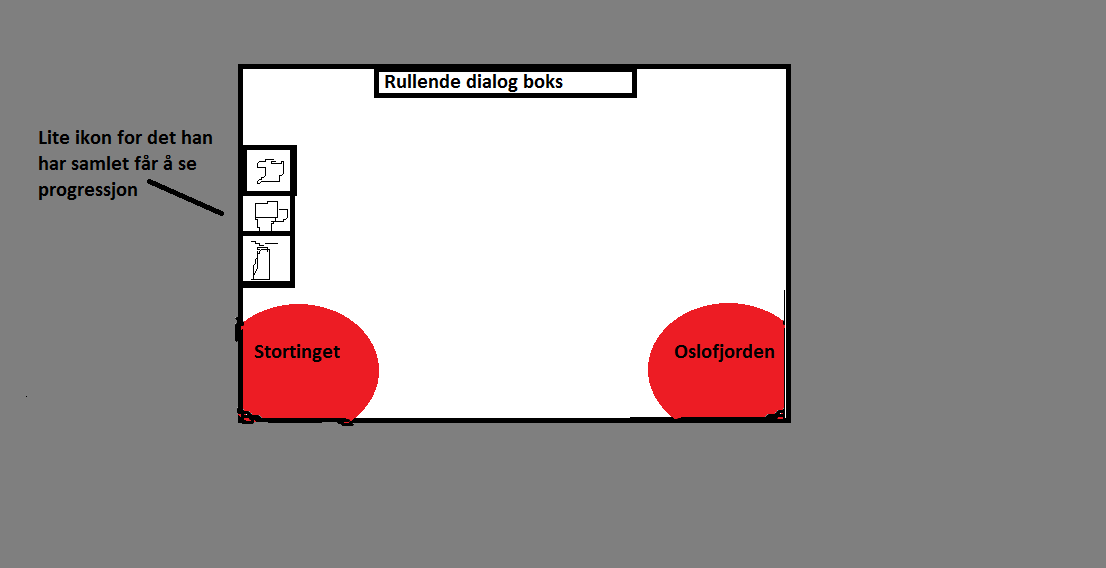 Rullende dialog boks
Lite ikon for det han
har samlet får å se
progressjon
Stortinget
Oslofjorden